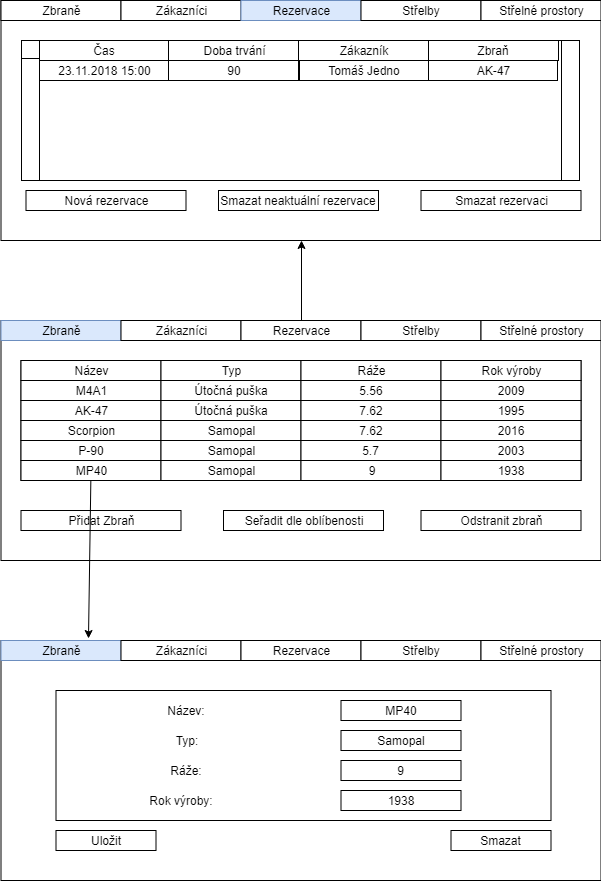 Zbraně Zákazníci Rezervace Střelby Střelné prostory
Čas Doba trvání Zákazník Zbraň
23.11.2018 15:00 90 Tomáš Jedno AK-47
Nová rezervace Smazat neaktuální rezervace Smazat rezervaci
Zbraně Zákazníci Rezervace Střelby Střelné prostory
Název Typ Ráže Rok výroby
M4A1 Útočná puška 5.56 2009
AK-47 Útočná puška 7.62 1995
Scorpion Samopal 7.62 2016
P-90 Samopal 5.7 2003
MP40 Samopal 9 1938
Přidat Zbraň Seřadit dle oblíbenosti Odstranit zbraň
Zbraně Zákazníci Rezervace Střelby Střelné prostory
Název: MP40
Typ: Samopal
Ráže: 9
Rok výroby: 1938
Uložit Smazat